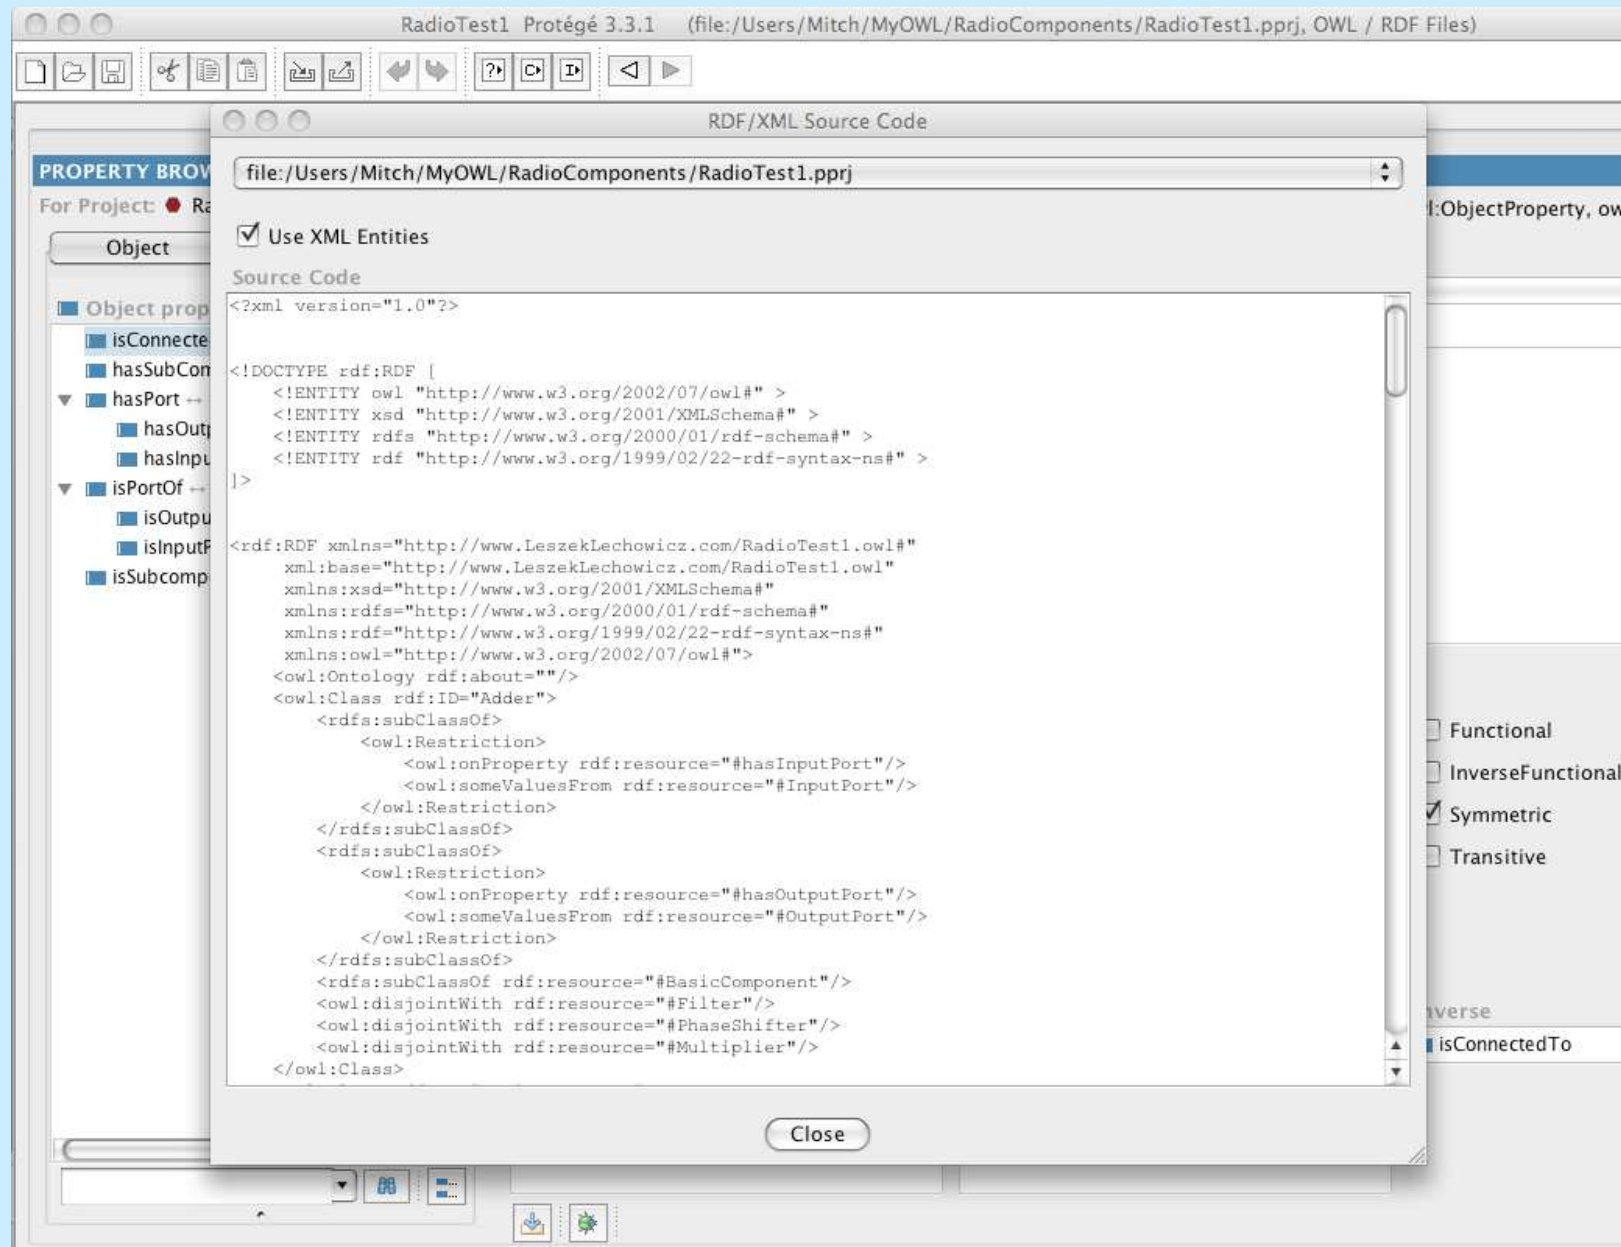 RadioTest1 Protégé 3.3.1 (file:/Users/Mitch/MyOWL/RadioComponents/RadioTest1.pprj, OWL / RDF Files)
RDF/XML Source Code
PROPERTY BROW
file:/Users/Mitch/MyOWL/RadioComponents/RadioTest1.pprj
For Project: Ra
l:ObjectProperty, ow
Use XML Entities
Object
Source Code
Object prop
isConnecte
hasSubCom
hasPort ↔
hasOutp
hasInpu
isPortOf ↔
isOutpu
isInputP
isSubcomp
<?xml version="1.0"?>
<!DOCTYPE rdf:RDF [
    <!ENTITY owl "http://www.w3.org/2002/07/owl#" >
    <!ENTITY xsd "http://www.w3.org/2001/XMLSchema#" >
    <!ENTITY rdfs "http://www.w3.org/2000/01/rdf-schema#" >
    <!ENTITY rdf "http://www.w3.org/1999/02/22-rdf-syntax-ns#" >
]>
<rdf:RDF xmlns="http://www.LeszekLechowicz.com/RadioTest1.owl#"
     xml:base="http://www.LeszekLechowicz.com/RadioTest1.owl"
     xmlns:xsd="http://www.w3.org/2001/XMLSchema#"
     xmlns:rdfs="http://www.w3.org/2000/01/rdf-schema#"
     xmlns:rdf="http://www.w3.org/1999/02/22-rdf-syntax-ns#"
     xmlns:owl="http://www.w3.org/2002/07/owl#">
    <owl:Ontology rdf:about=""/>
    <owl:Class rdf:ID="Adder">
        <rdfs:subClassOf>
            <owl:Restriction>
                <owl:onProperty rdf:resource="#hasInputPort"/>
                <owl:someValuesFrom rdf:resource="#InputPort"/>
            </owl:Restriction>
        </rdfs:subClassOf>
        <rdfs:subClassOf>
            <owl:Restriction>
                <owl:onProperty rdf:resource="#hasOutputPort"/>
                <owl:someValuesFrom rdf:resource="#OutputPort"/>
            </owl:Restriction>
        </rdfs:subClassOf>
        <rdfs:subClassOf rdf:resource="#BasicComponent"/>
        <owl:disjointWith rdf:resource="#Filter"/>
        <owl:disjointWith rdf:resource="#PhaseShifter"/>
        <owl:disjointWith rdf:resource="#Multiplier"/>
    </owl:Class>
Functional
InverseFunctional
Symmetric
Transitive
nverse
isConnectedTo
Close